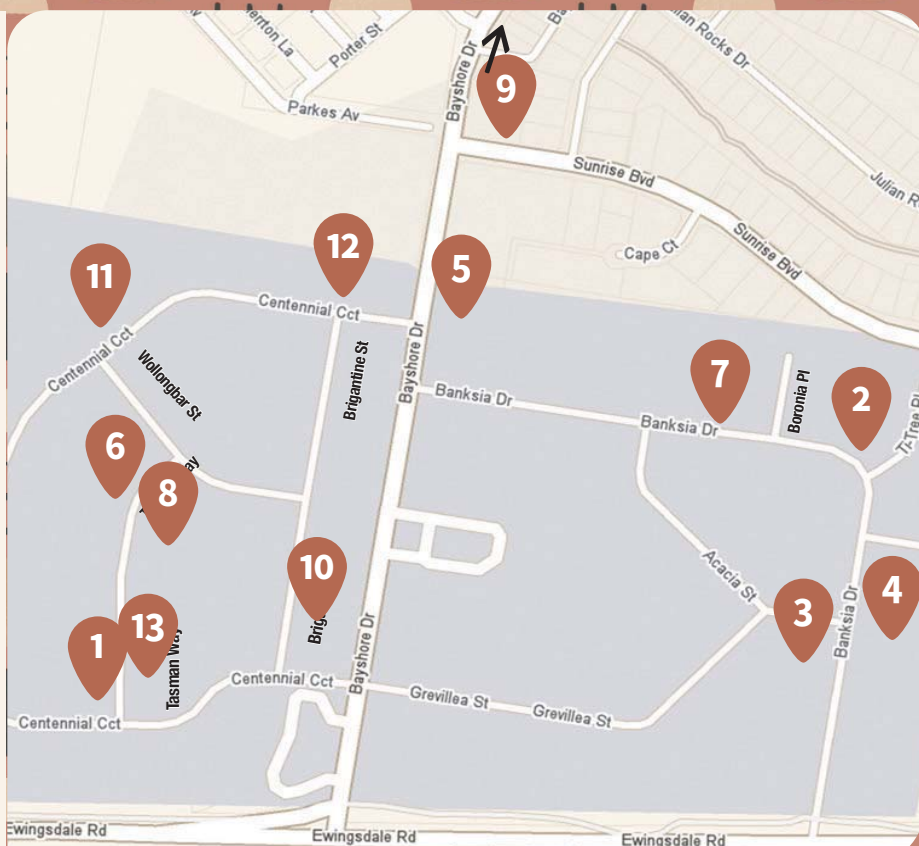 Porter St
Parkes Av
Bayshore Dr
9
Sunrise Bvd
Cape Ct
Sunrise Bvd
Julian
Rocks Dr
12
11
5
Centennial Cct
Centennial Cct
Wollongbar St
Brigantine St
Bayshore Dr
Banksia Dr
7
Banksia Dr
Boronia Pl
2
6
8
10
Acacia St
3
4
Banksia Dr
1
13
Tasman Way
Bayshore Dr
Centennial Cct
Centennial Cct
Grevillea St
Grevillea St
Ewingsdale Rd
Ewingsdale Rd
Ewingsdale Rd